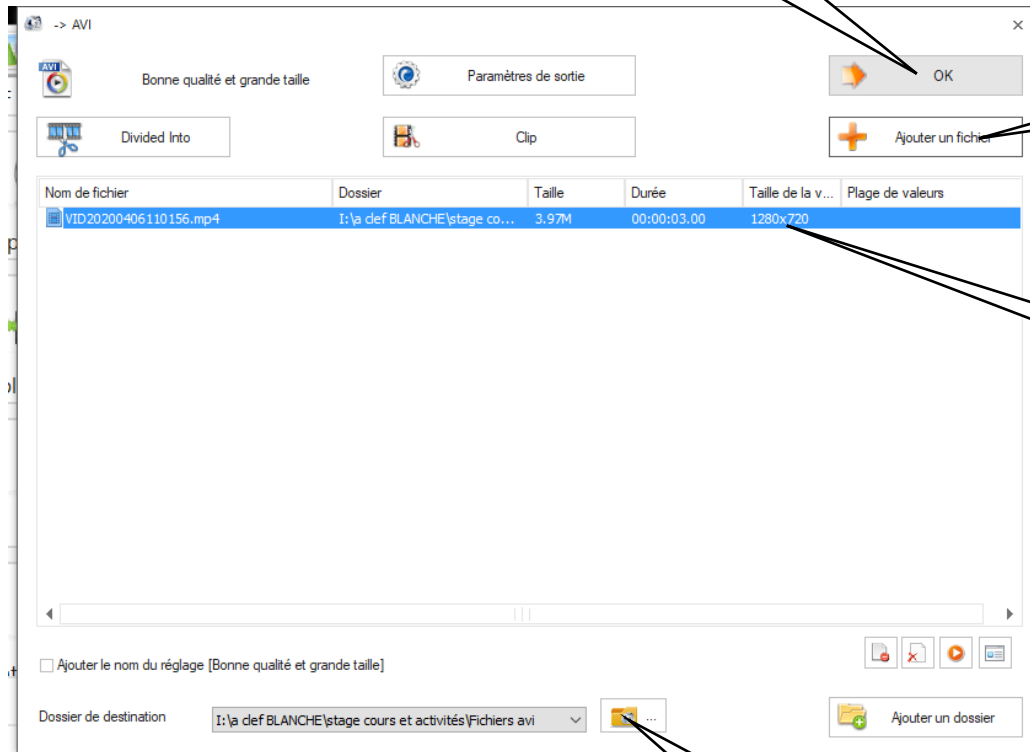 -> AVI
AVI
Bonne qualité et grande taille
Paramètres de sortie
OK
Divided Into
Clip
Ajouter un fichier
Nom de fichier Dossier Taille Durée Taille de la v... Plage de valeurs
VID20200406110156.mp4 I:\a clef BLANCHE\stage co... 3.97M 00:00:03.00 1280x720
Ajouter le nom du réglage [Bonne qualité et grande taille]
Dossier de destination
I:\a clef BLANCHE\stage cours et activités\Fichiers avi
...
Ajouter un dossier